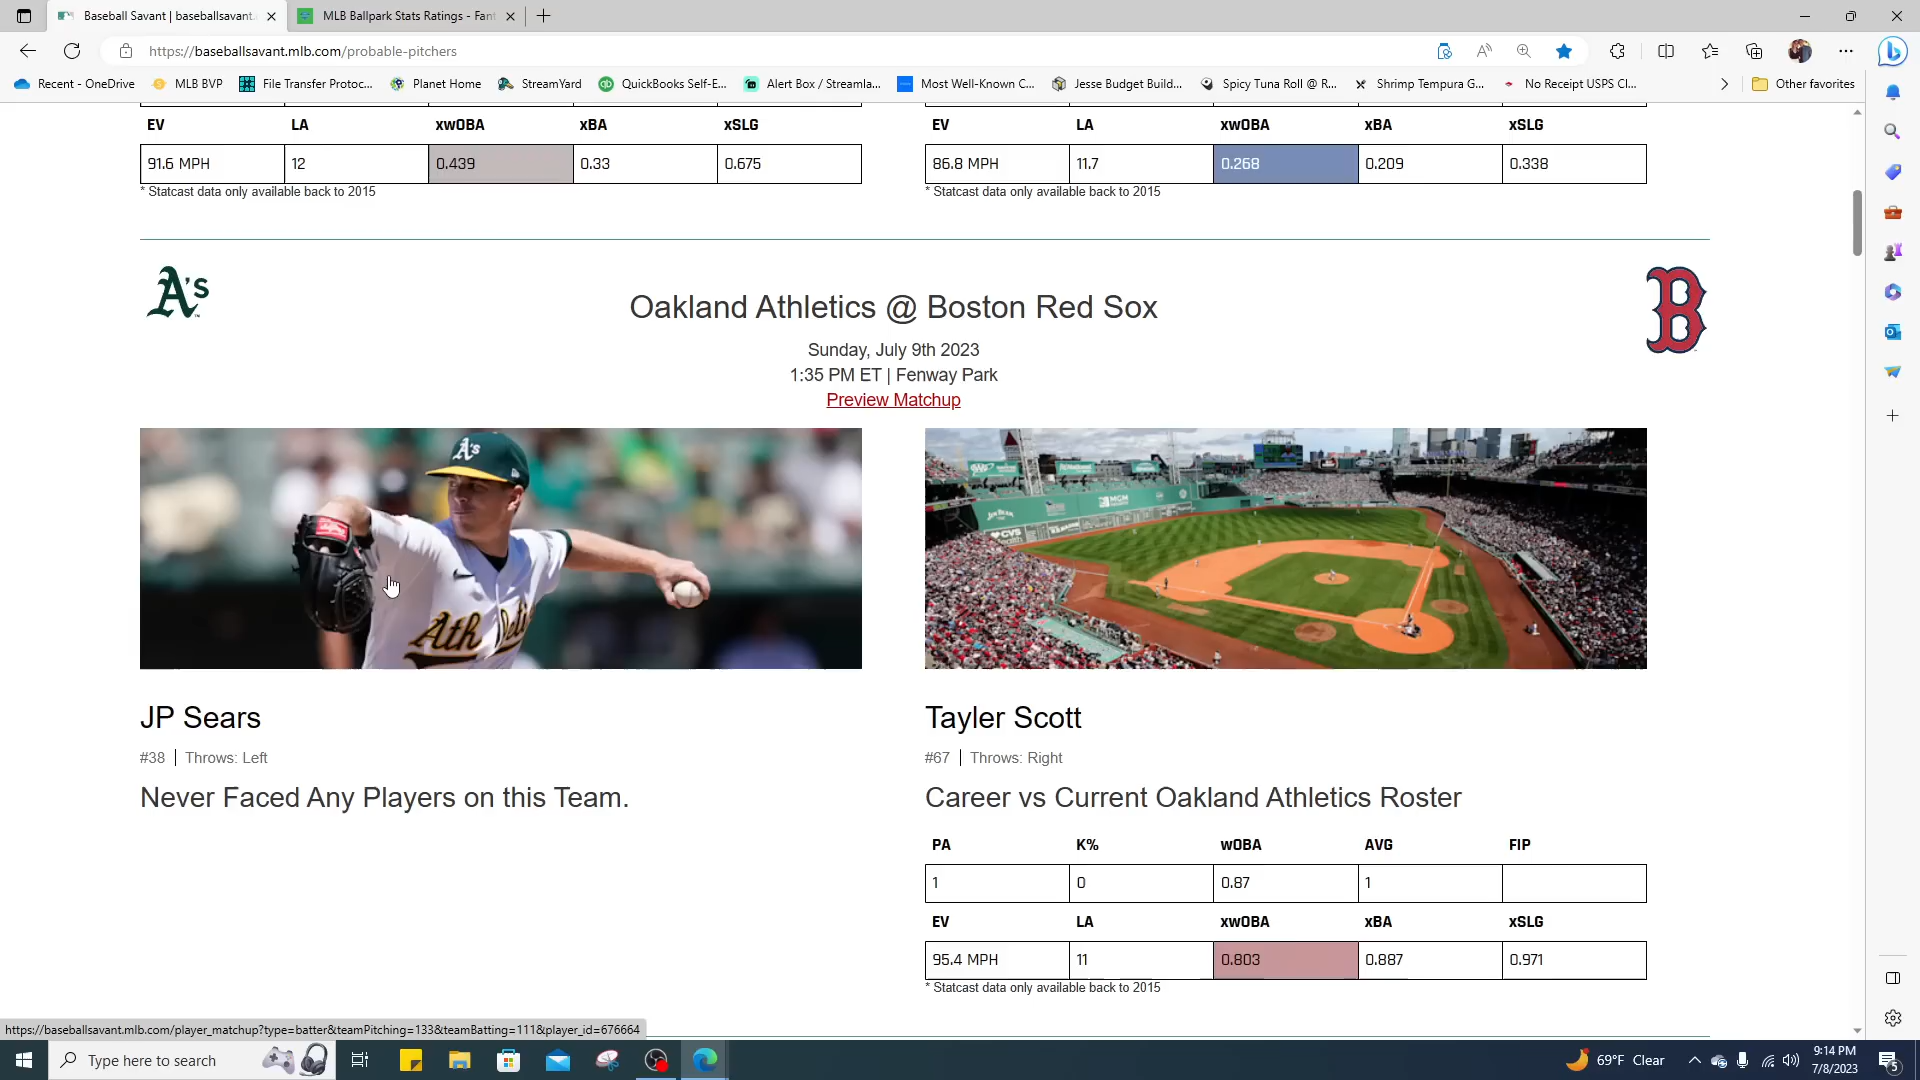 Baseball Savant | baseballsavant.
MLB Ballpark Stats Ratings - Fant
https://baseballsavant.mlb.com/probable-pitchers
Recent - OneDrive
MLB BVP
File Transfer Protoc...
Planet Home
StreamYard
QuickBooks Self-E...
Alert Box / Streamla...
Most Well-Known C...
Jesse Budget Build...
Spicy Tuna Roll @ R...
Shrimp Tempura G...
No Receipt USPS Cl...
Other favorites
EV LA xwOBA xBA xSLG
91.6 MPH 12 0.439 0.33 0.675
* Statcast data only available back to 2015
EV LA xwOBA xBA xSLG
86.8 MPH 11.7 0.268 0.209 0.338
* Statcast data only available back to 2015
A's
B
Oakland Athletics @ Boston Red Sox
Sunday, July 9th 2023
1:35 PM ET | Fenway Park
Preview Matchup
A's
JP Sears
#38 | Throws: Left
Never Faced Any Players on this Team.
MGM
CVS
Tayler Scott
#67 | Throws: Right
Career vs Current Oakland Athletics Roster
PA K% wOBA AVG FIP
1 0 0.87 1
EV LA xwOBA xBA xSLG
95.4 MPH 11 0.803 0.887 0.971
* Statcast data only available back to 2015
https://baseballsavant.mlb.com/player_matchup?type=batter&teamPitching=133&teamBatting=111&player_id=676664
Type here to search
69°F Clear
9:14 PM
7/8/2023
5